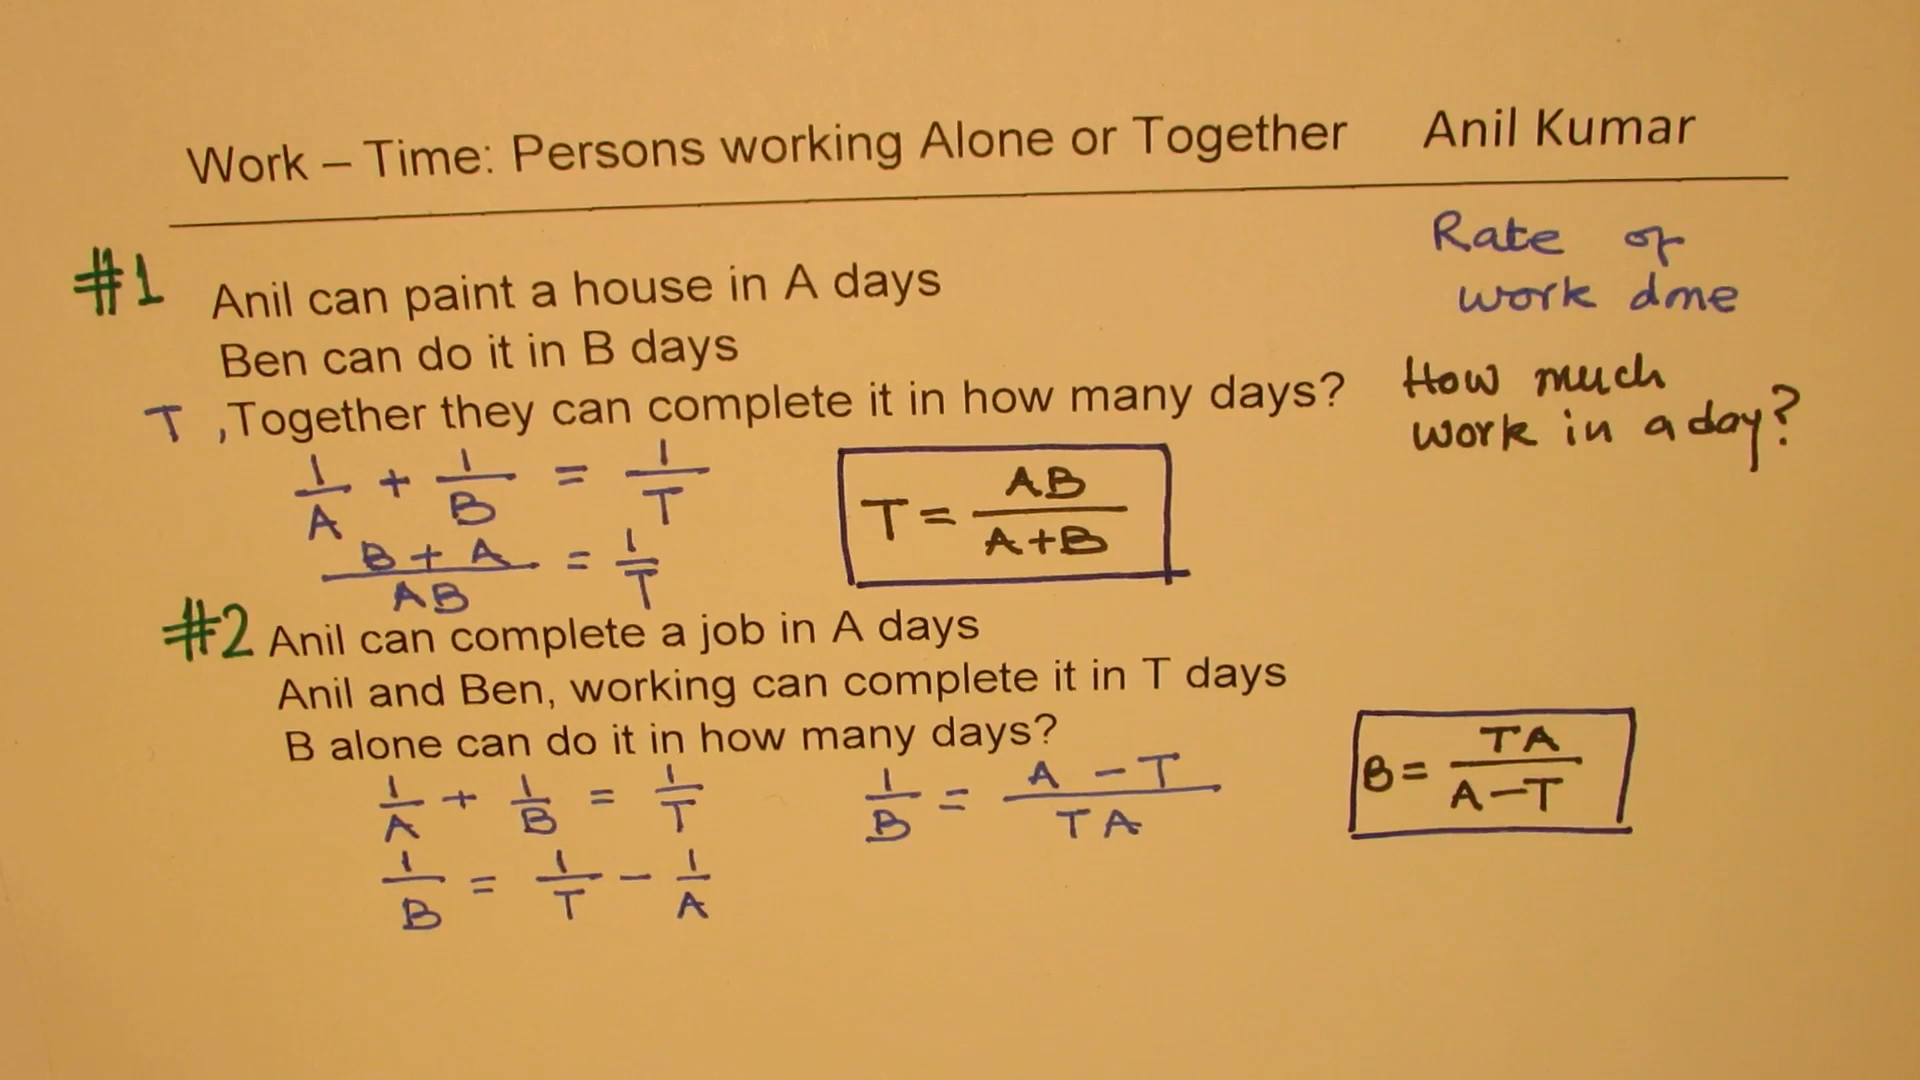 Work – Time: Persons working Alone or Together Anil Kumar
Rate of
work done
#1
Anil can paint a house in A days
Ben can do it in B days
T ,Together they can complete it in how many days?
How much
work in a day?
1/A + 1/B = 1/T
B + A/AB = 1/T
T = AB/A+B
#2 Anil can complete a job in A days
Anil and Ben, working can complete it in T days
B alone can do it in how many days?
1/A + 1/B = 1/T
1/B = 1/T - 1/A
1/B = A - T/TA
B = TA/A-T